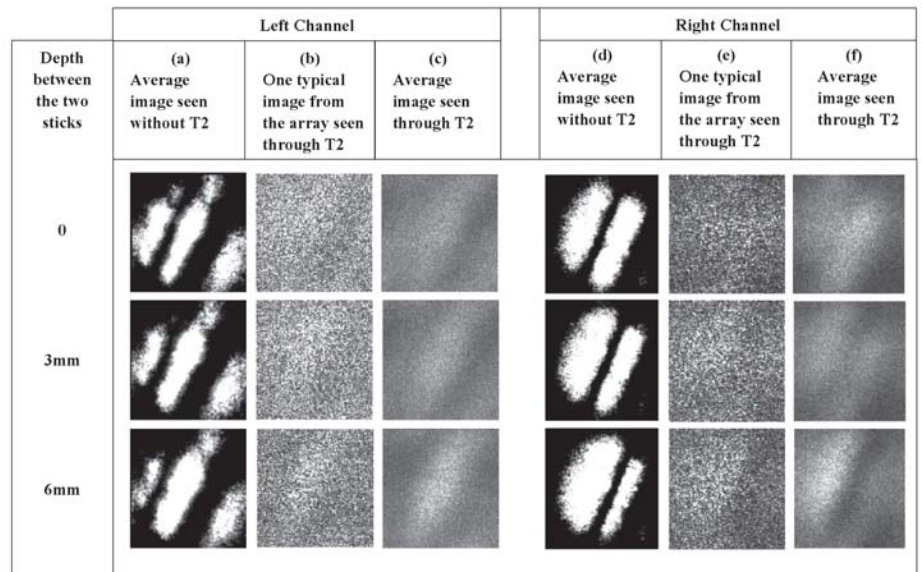 Left Channel
Right Channel
Depth
between
the two
sticks
(a)
Average
image seen
without T2
(b)
One typical
image from
the array seen
through T2
(c)
Average
image seen
through T2
(d)
Average
image seen
without T2
(e)
One typical
image from
the array seen
through T2
(f)
Average
image seen
through T2
0
3mm
6mm